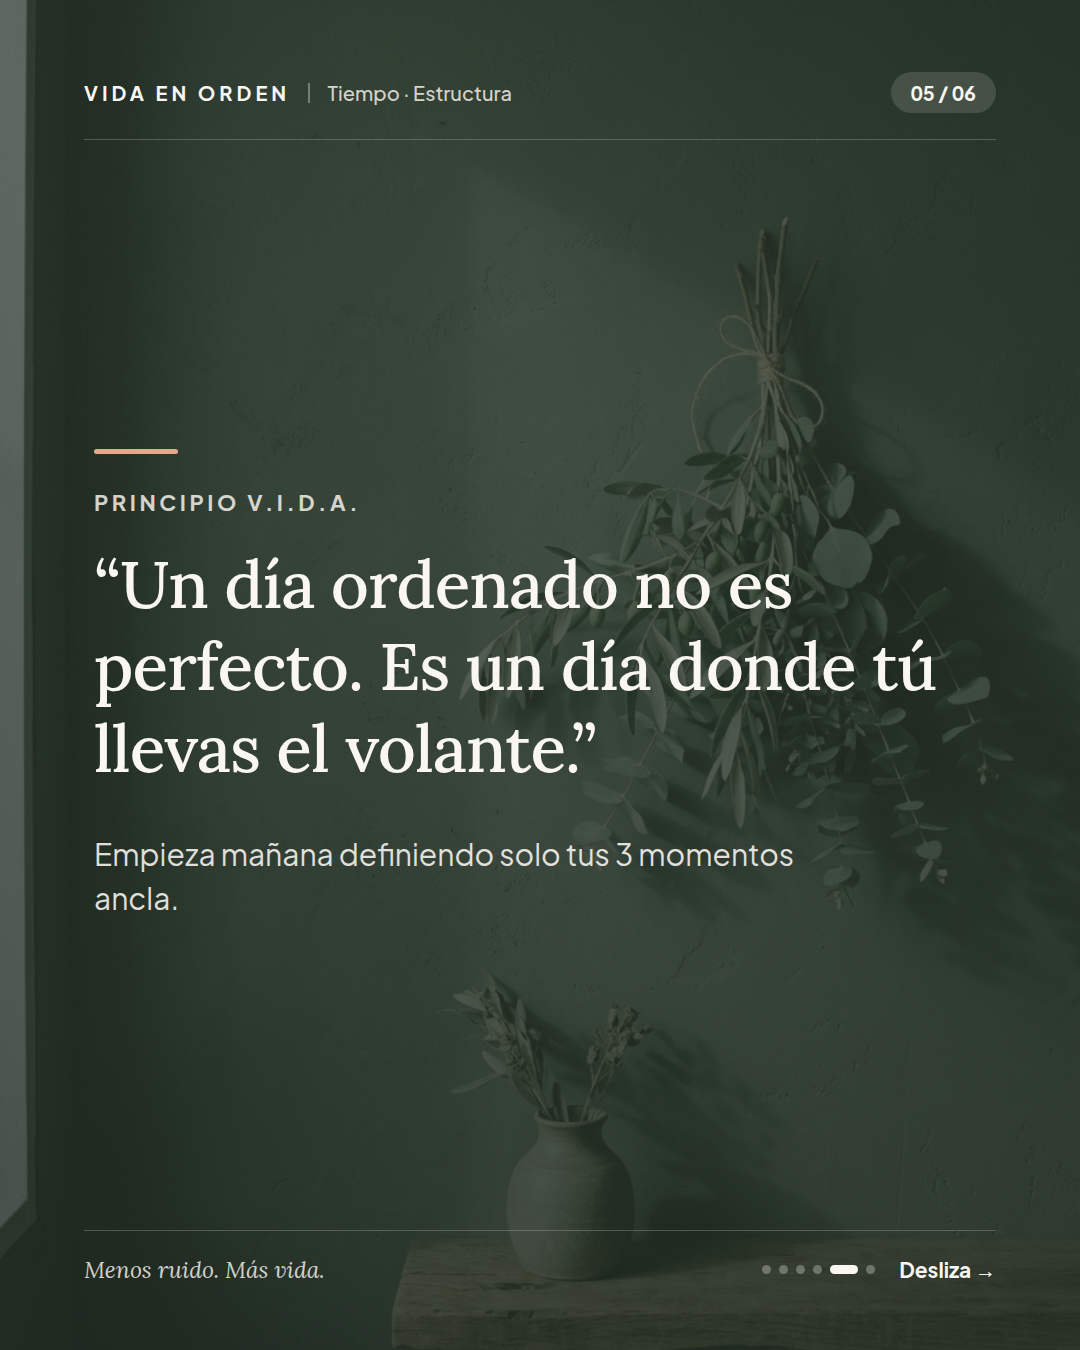 VIDA EN ORDEN | Tiempo · Estructura
05 / 06
PRINCIPIO V.I.D.A.
“Un día ordenado no es
perfecto. Es un día donde tú
llevas el volante.”
Empieza mañana definiendo solo tus 3 momentos
ancla.
Menos ruido. Más vida.
Desliza →